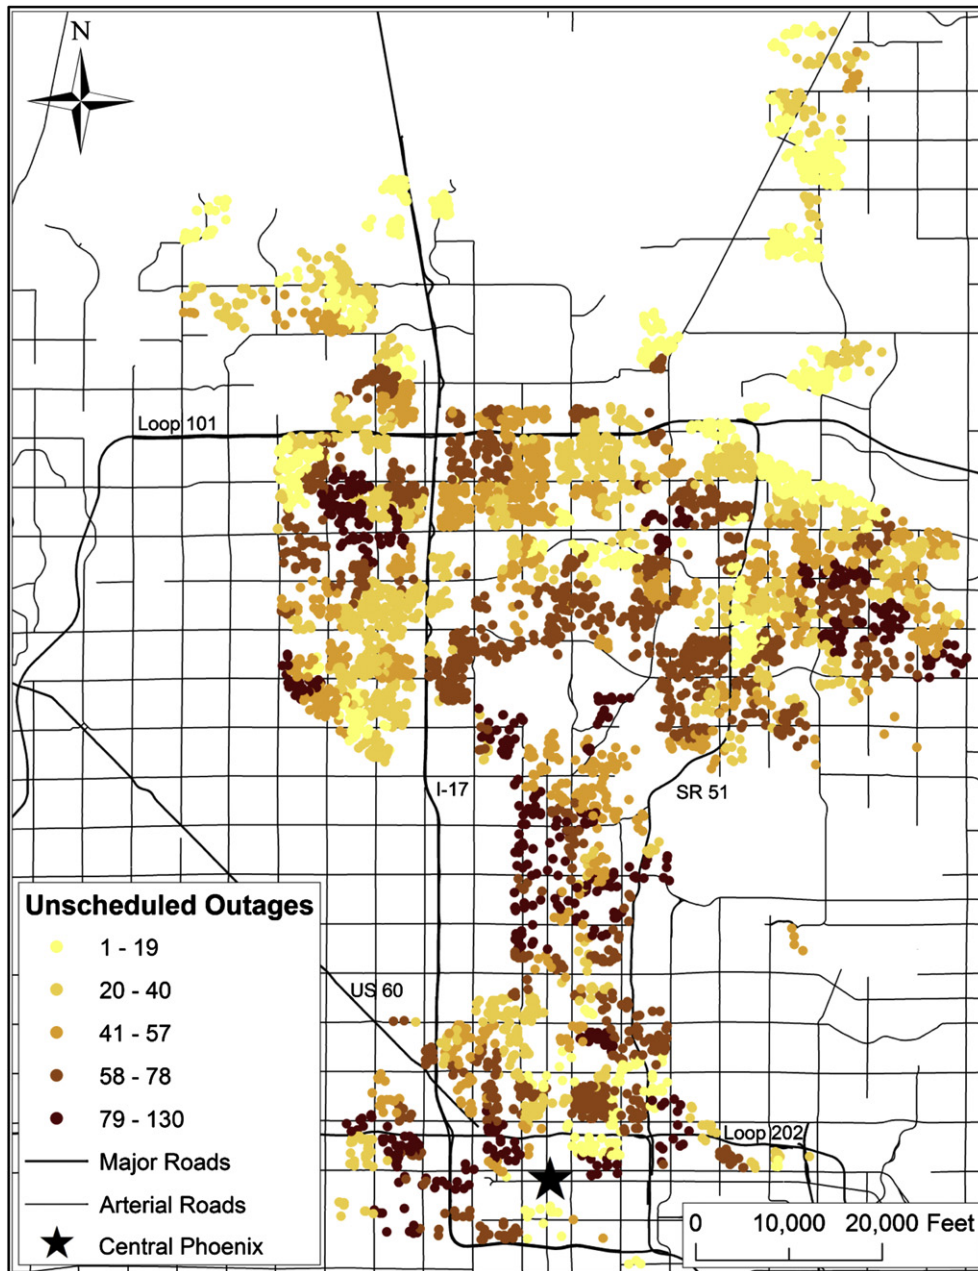 N
Loop 101
I-17
SR 51
US 60
Loop 202
Unscheduled Outages
1 - 19
20 - 40
41 - 57
58 - 78
79 - 130
Major Roads
Arterial Roads
Central Phoenix
0 10,000 20,000 Feet